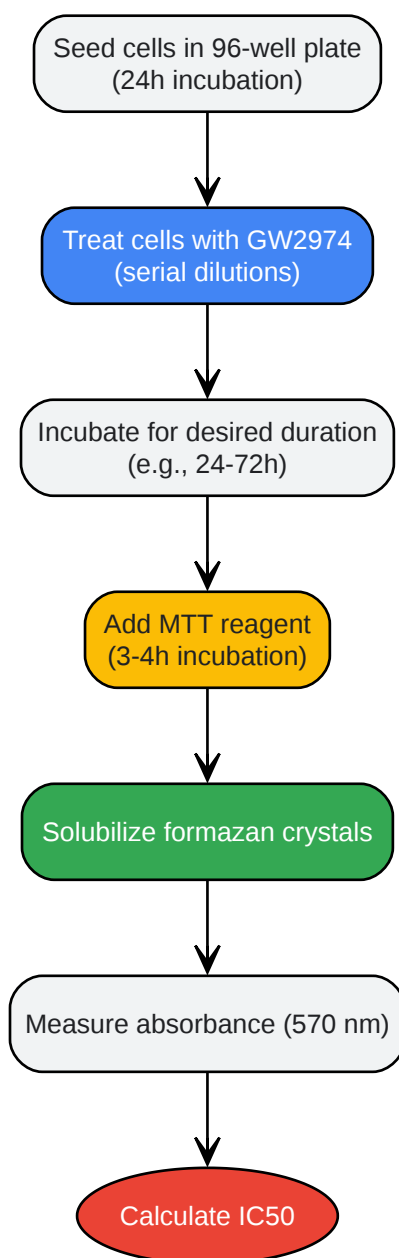 Seed cells in 96-well plate
(24h incubation)
Treat cells with GW2974
(serial dilutions)
Incubate for desired duration
(e.g., 24-72h)
Add MTT reagent
(3-4h incubation)
Solubilize formazan crystals
Measure absorbance (570 nm)
Calculate IC50